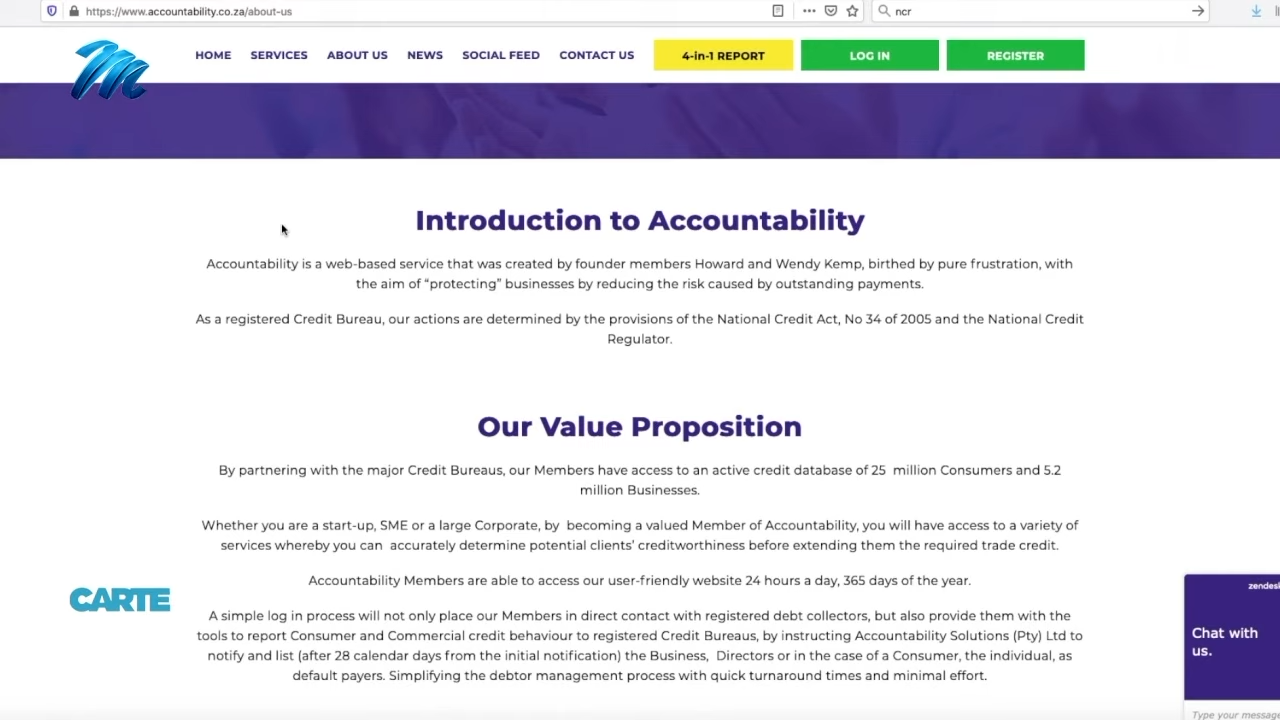 https://www.accountability.co.za/about-us
ncr
HOME SERVICES ABOUT US NEWS SOCIAL FEED CONTACT US 4-in-1 REPORT LOG IN REGISTER
Introduction to Accountability
Accountability is a web-based service that was created by founder members Howard and Wendy Kemp, birthed by pure frustration, with
the aim of “protecting” businesses by reducing the risk caused by outstanding payments.
As a registered Credit Bureau, our actions are determined by the provisions of the National Credit Act, No 34 of 2005 and the National Credit
Regulator.
Our Value Proposition
By partnering with the major Credit Bureaus, our Members have access to an active credit database of 25 million Consumers and 5.2
million Businesses.
Whether you are a start-up, SME or a large Corporate, by becoming a valued Member of Accountability, you will have access to a variety of
services whereby you can accurately determine potential clients’ creditworthiness before extending them the required trade credit.
Accountability Members are able to access our user-friendly website 24 hours a day, 365 days of the year.
CARTE
A simple log in process will not only place our Members in direct contact with registered debt collectors, but also provide them with the
tools to report Consumer and Commercial credit behaviour to registered Credit Bureaus, by instructing Accountability Solutions (Pty) Ltd to
notify and list (after 28 calendar days from the initial notification) the Business, Directors or in the case of a Consumer, the individual, as
default payers. Simplifying the debtor management process with quick turnaround times and minimal effort.
zendesk
Chat with
us.
Type your message